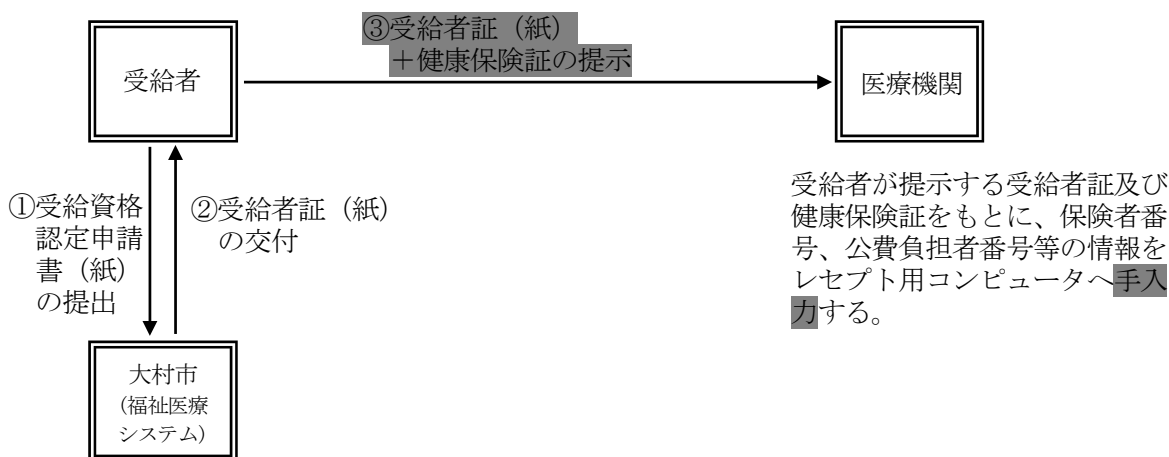 ③受給者証（紙）
＋健康保険証の提示
受給者
医療機関
①受給資格
認定申請
書（紙）
の提出
②受給者証（紙）
の交付
受給者が提示する受給者証及び
健康保険証をもとに、保険者番
号、公費負担者番号等の情報を
レセプト用コンピュータへ手入
力する。
大村市
（福祉医療
システム）